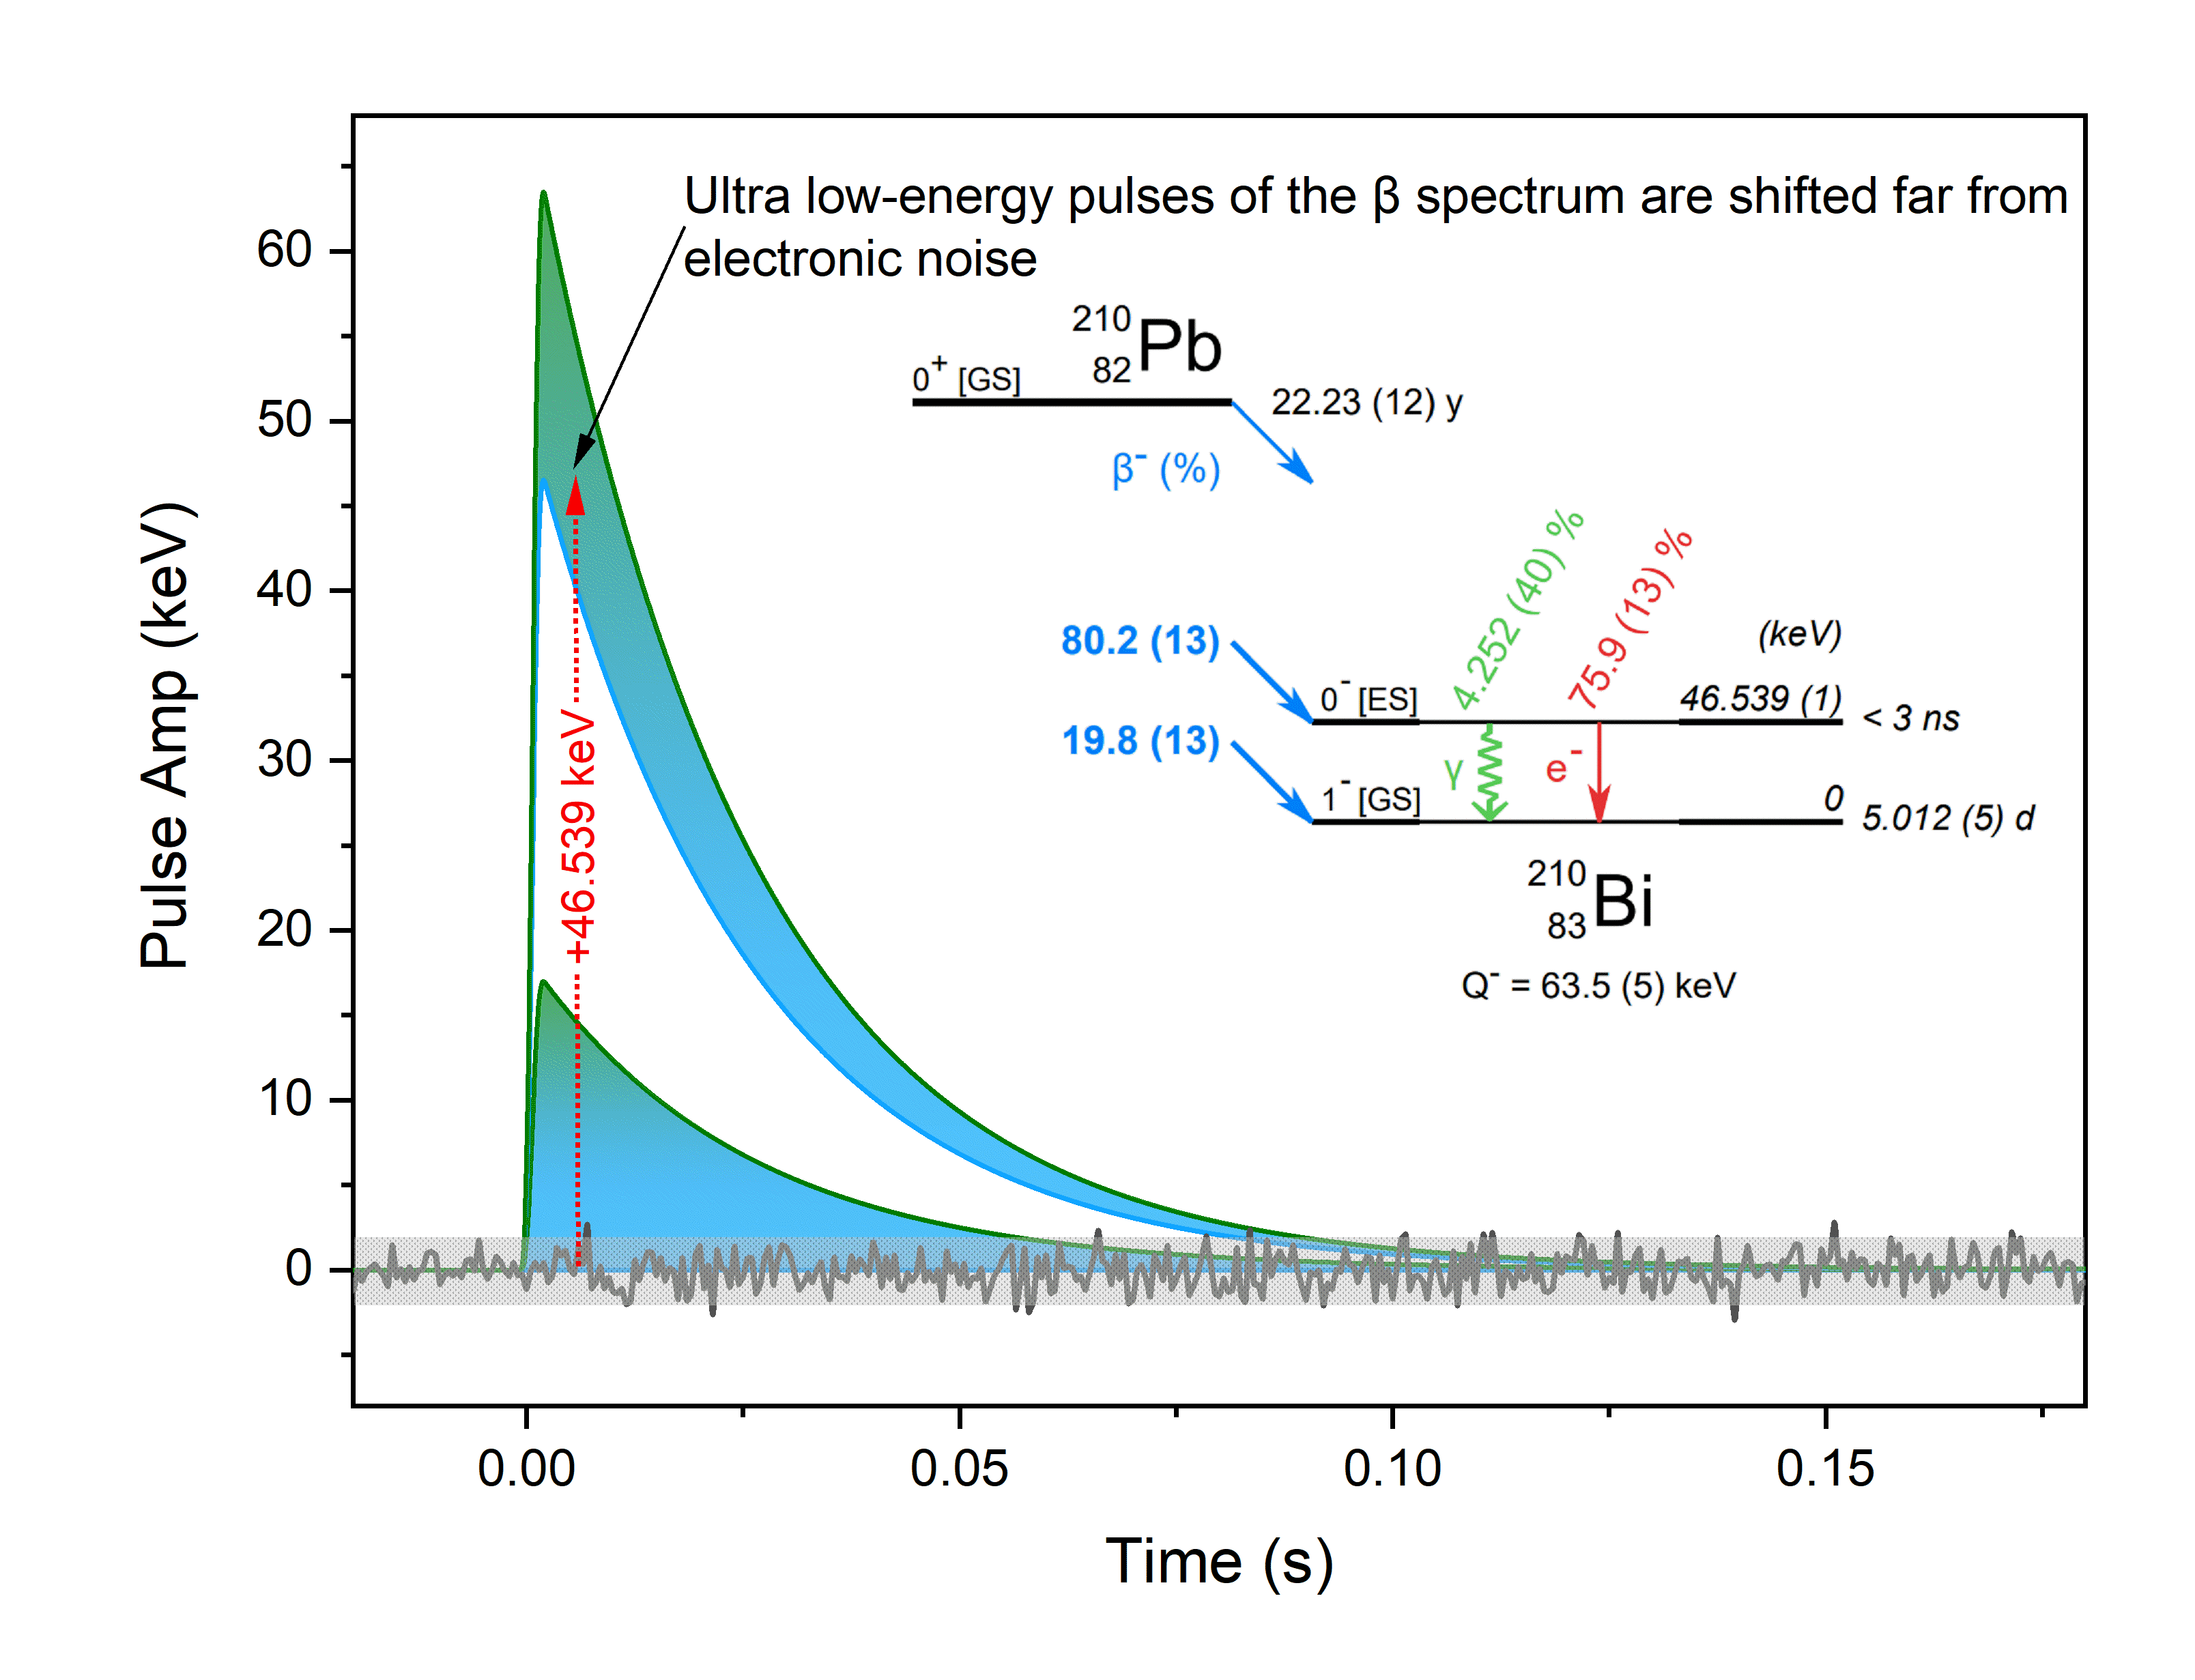 Ultra low-energy pulses of the β spectrum are shifted far from
electronic noise
210
82 Pb
0+ [GS]
22.23 (12) y
β- (%)
4.252 (40) %
75.9 (13) %
(keV)
80.2 (13)
0- [ES]
46.539 (1)
< 3 ns
19.8 (13)
γ
e-
1- [GS]
0
5.012 (5) d
210
83 Bi
Q- = 63.5 (5) keV
+46.539 keV
Pulse Amp (keV)
60
50
40
30
20
10
0
0.00 0.05 0.10 0.15
Time (s)